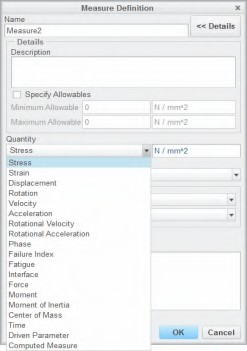 Measure Definition
Name
Measure2
<< Details
Details
Description
Specify Allowables
Minimum Allowable 0 N / mm^2
Maximum Allowable 0 N / mm^2
Quantity
Stress N / mm^2
Stress
Strain
Displacement
Rotation
Velocity
Acceleration
Rotational Velocity
Rotational Acceleration
Phase
Failure Index
Fatigue
Interface
Force
Moment
Moment of Inertia
Center of Mass
Time
Driven Parameter
Computed Measure
OK Cancel